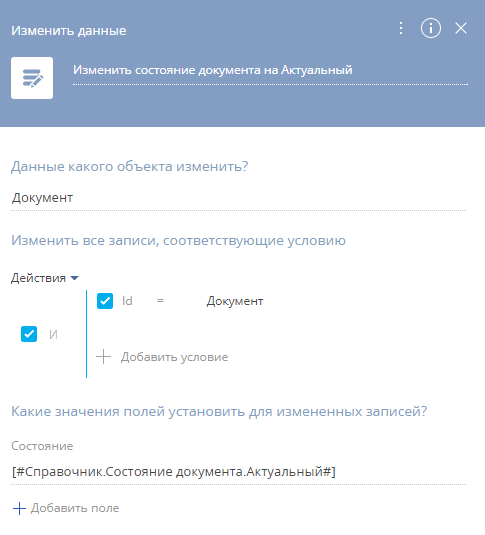 Изменить данные
Изменить состояние документа на Актуальный
Данные какого объекта изменить?
Документ
Изменить все записи, соответствующие условию
Действия
Id = Документ
И
Добавить условие
Какие значения полей установить для измененных записей?
Состояние
[#Справочник.Состояние документа.Актуальный#]
Добавить поле